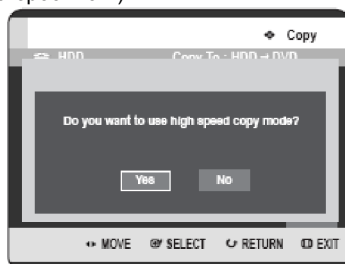 ❖ Copy
HDD Copy To : HDD ➔ DVD
Do you want to use high speed copy mode?
Yes No
MOVE SELECT RETURN EXIT